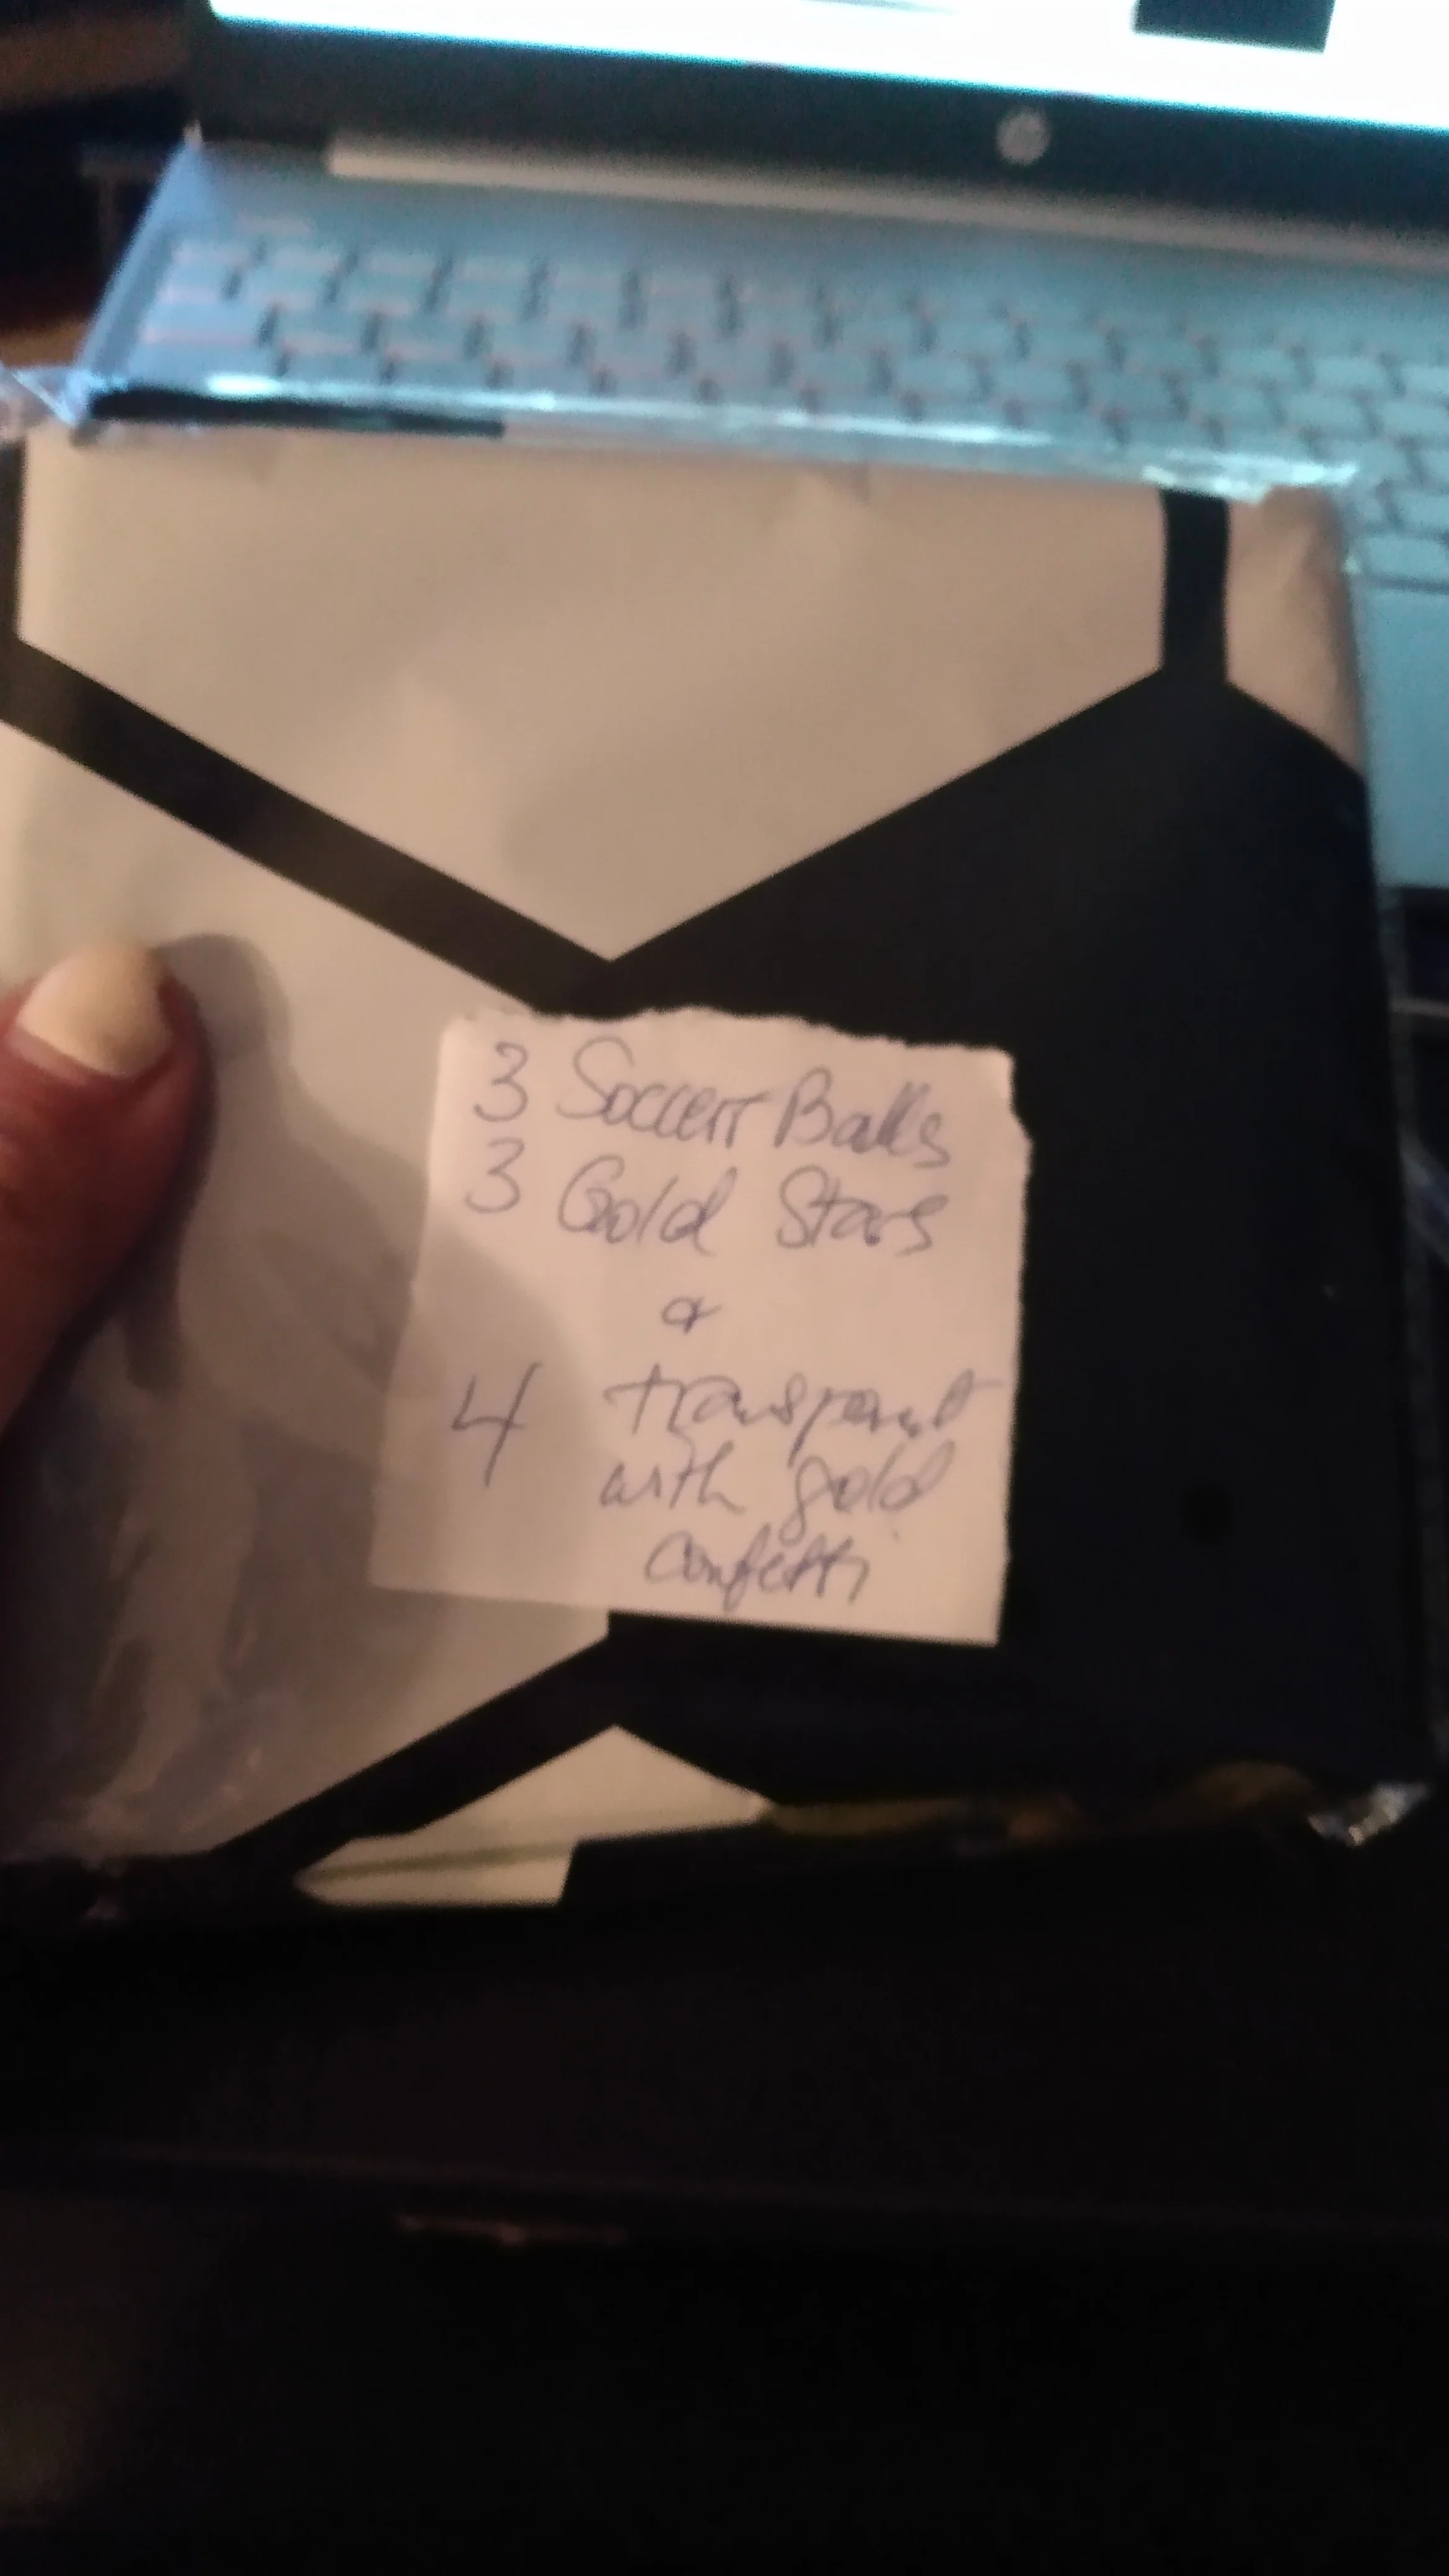 3 Soccer Balls
3 Gold Stars
&
4 transparent
with gold
confetti